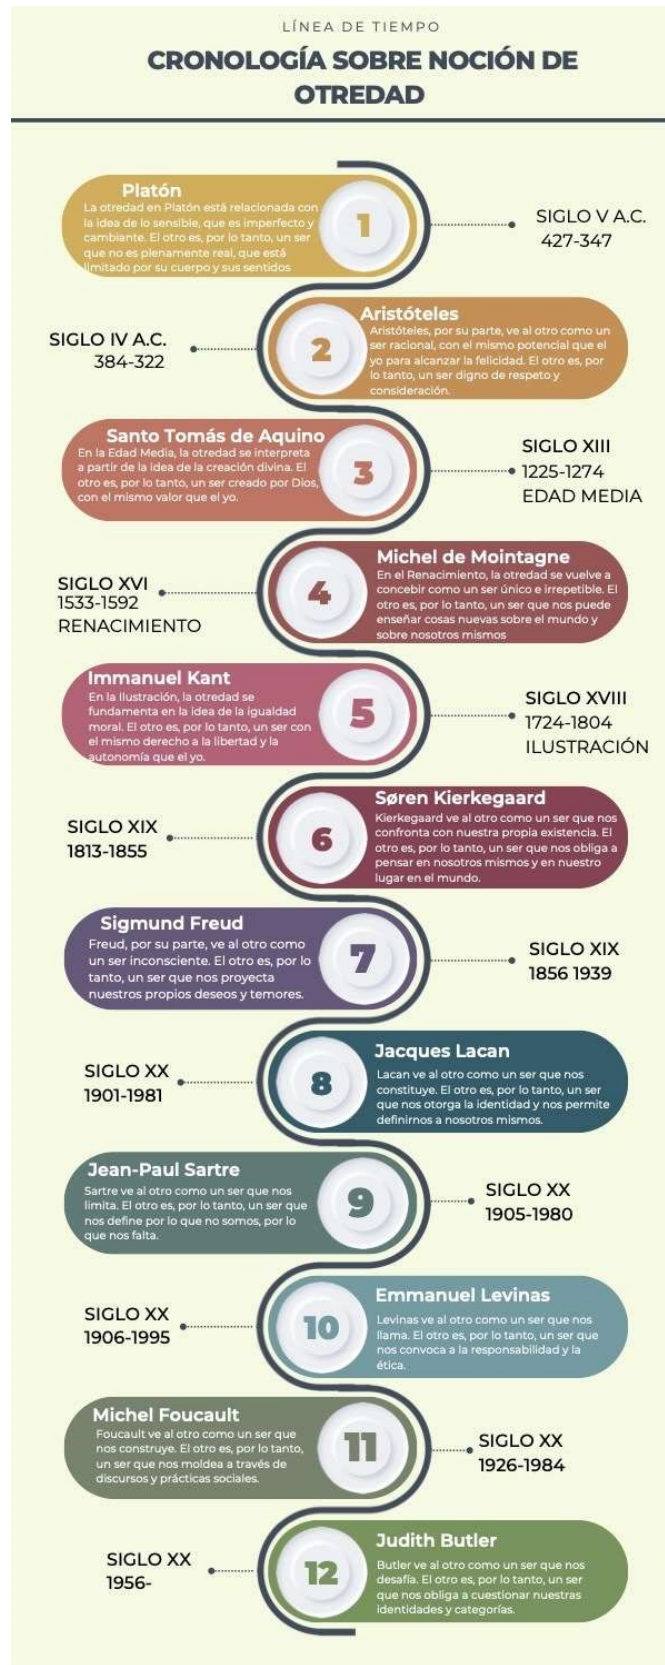 LÍNEA DE TIEMPO
CRONOLOGÍA SOBRE NOCIÓN DE
OTREDAD
Platón
La otredad en Platón está relacionada con
la idea de lo sensible, que es imperfecto y
cambiante. El otro es, por lo tanto, un ser
que no es plenamente real, que está
limitado por su cuerpo y sus sentidos
1
SIGLO V A.C.
427-347
Aristóteles
Aristóteles, por su parte, ve al otro como un
ser racional, con el mismo potencial que el
yo para alcanzar la felicidad. El otro es, por
lo tanto, un ser digno de respeto y
consideración.
2
SIGLO IV A.C.
384-322
Santo Tomás de Aquino
En la Edad Media, la otredad se interpreta
a partir de la idea de la creación divina. El
otro es, por lo tanto, un ser creado por Dios,
con el mismo valor que el yo.
3
SIGLO XIII
1225-1274
EDAD MEDIA
Michel de Mointagne
En el Renacimiento, la otredad se vuelve a
concebir como un ser único e irrepetible. El
otro es, por lo tanto, un ser que nos puede
enseñar cosas nuevas sobre el mundo y
sobre nosotros mismos
4
SIGLO XVI
1533-1592
RENACIMIENTO
Immanuel Kant
En la Ilustración, la otredad se
fundamenta en la idea de la igualdad
moral. El otro es, por lo tanto, un ser con
el mismo derecho a la libertad y la
autonomía que el yo.
5
SIGLO XVIII
1724-1804
ILUSTRACIÓN
Søren Kierkegaard
Kierkegaard ve al otro como un ser que nos
confronta con nuestra propia existencia. El
otro es, por lo tanto, un ser que nos obliga a
pensar en nosotros mismos y en nuestro
lugar en el mundo.
6
SIGLO XIX
1813-1855
Sigmund Freud
Freud, por su parte, ve al otro como
un ser inconsciente. El otro es, por lo
tanto, un ser que nos proyecta
nuestros propios deseos y temores.
7
SIGLO XIX
1856 1939
Jacques Lacan
Lacan ve al otro como un ser que nos
constituye. El otro es, por lo tanto, un ser
que nos otorga la identidad y nos permite
definirnos a nosotros mismos.
8
SIGLO XX
1901-1981
Jean-Paul Sartre
Sartre ve al otro como un ser que nos
limita. El otro es, por lo tanto, un ser que
nos define por lo que no somos, por lo
que nos falta.
9
SIGLO XX
1905-1980
Emmanuel Levinas
Levinas ve al otro como un ser que nos
llama. El otro es, por lo tanto, un ser que
nos convoca a la responsabilidad y la
ética.
10
SIGLO XX
1906-1995
Michel Foucault
Foucault ve al otro como un ser que
nos construye. El otro es, por lo tanto,
un ser que nos moldea a través de
discursos y prácticas sociales.
11
SIGLO XX
1926-1984
Judith Butler
Butler ve al otro como un ser que nos
desafía. El otro es, por lo tanto, un ser
que nos obliga a cuestionar nuestras
identidades y categorías.
12
SIGLO XX
1956-